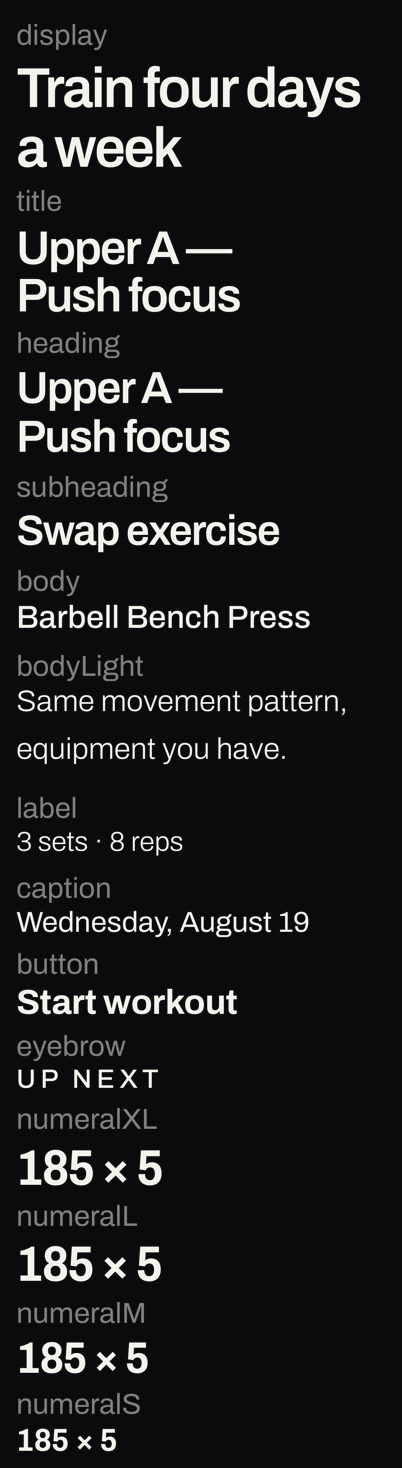 display
Train four days
a week
title
Upper A —
Push focus
heading
Upper A —
Push focus
subheading
Swap exercise
body
Barbell Bench Press
bodyLight
Same movement pattern,
equipment you have.
label
3 sets · 8 reps
caption
Wednesday, August 19
button
Start workout
eyebrow
UP NEXT
numeralXL
185 × 5
numeralL
185 × 5
numeralM
185 × 5
numeralS
185 × 5